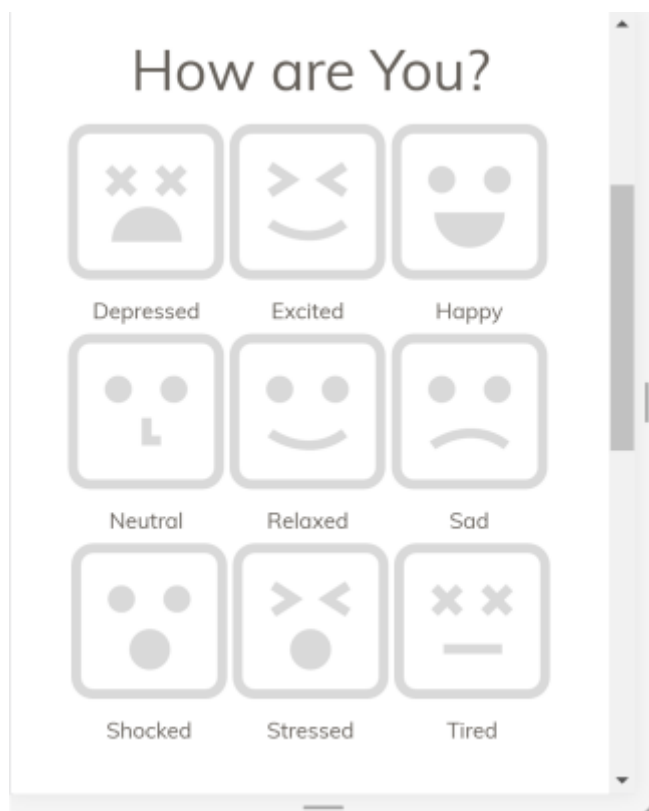 How are You?
Depressed Excited Happy
Neutral Relaxed Sad
Shocked Stressed Tired